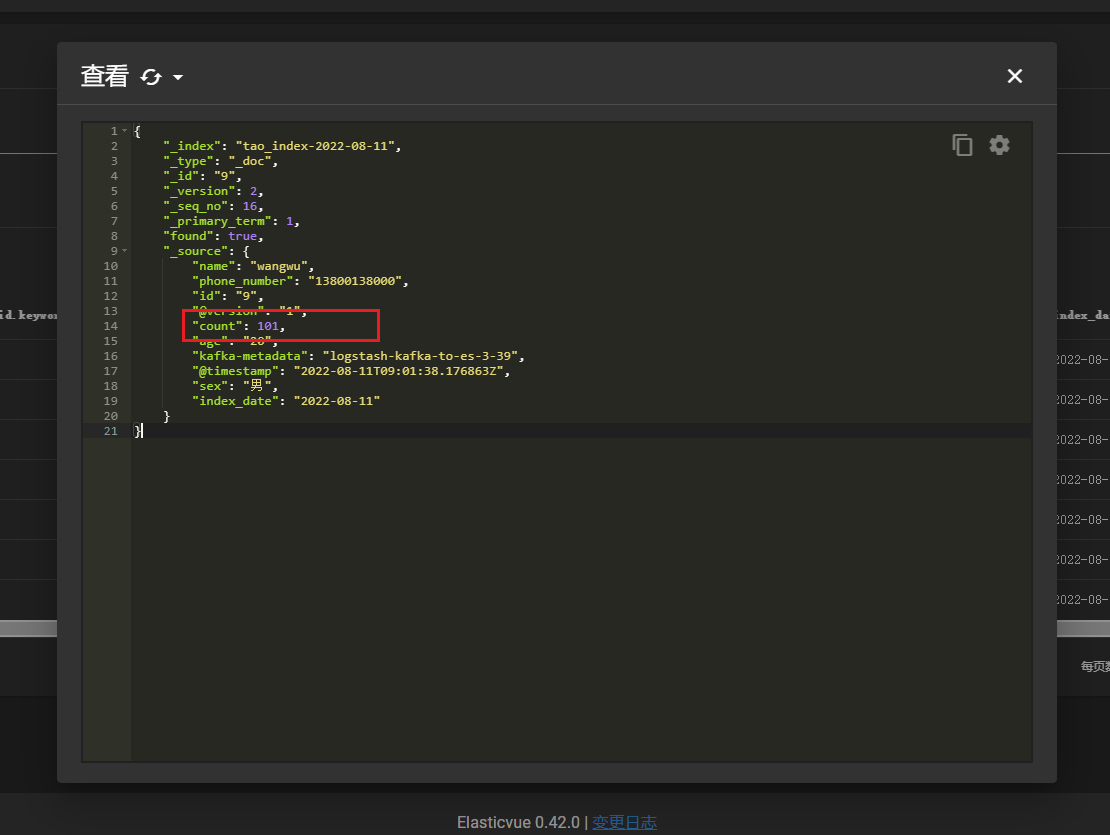 查看
1 {
2 "_index": "tao_index-2022-08-11",
3 "_type": "_doc",
4 "_id": "9",
5 "_version": 2,
6 "_seq_no": 16,
7 "_primary_term": 1,
8 "found": true,
9 "_source": {
10 "name": "wangwu",
11 "phone_number": "13800138000",
12 "id": "9",
13 "@version": "1",
14 "count": 101,
15 "age": "20",
16 "kafka-metadata": "logstash-kafka-to-es-3-39",
17 "@timestamp": "2022-08-11T09:01:38.176863Z",
18 "sex": "男",
19 "index_date": "2022-08-11"
20 }
21 }
id.keywor
index_da
2022-08-
2022-08-
2022-08-
2022-08-
2022-08-
2022-08-
2022-08-
每页数
Elasticvue 0.42.0 | 变更日志